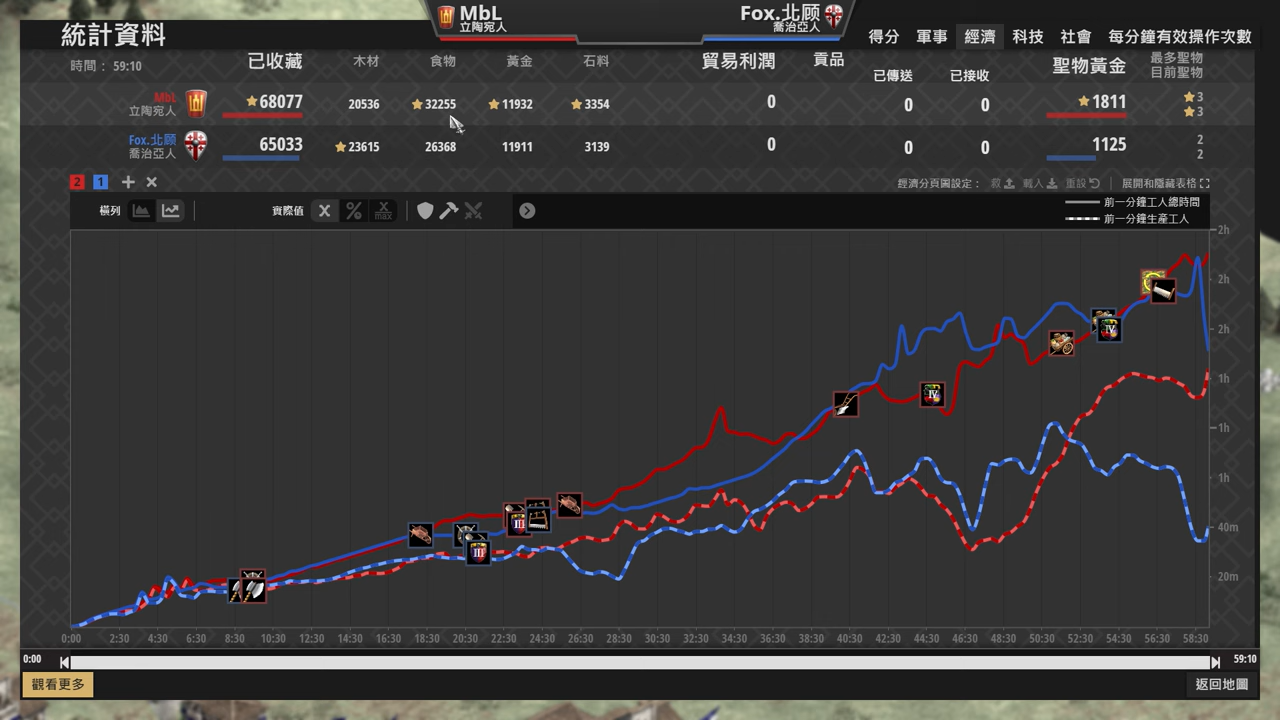 MbL
立陶宛人
Fox.北顾
喬治亞人
統計資料
得分 軍事 經濟 科技 社會 每分鐘有效操作次數
時間： 59:10
已收藏 木材 食物 黃金 石料 貿易利潤 貢品 已傳送 已接收 聖物黃金 最多聖物 目前聖物
MbL 立陶宛人 68077 20536 32255 11932 3354 0 0 0 1811 3 3
Fox.北顾 喬治亞人 65033 23615 26368 11911 3139 0 0 0 1125 2 2
2 1
經濟分頁圖設定： 載入 重設 展開和隱藏表格
橫列 實際值 X % X max
前一分鐘工人總時間
前一分鐘生產工人
2h
2h
2h
1h
1h
1h
40m
20m
III III IV IV
0:00 2:30 4:30 6:30 8:30 10:30 12:30 14:30 16:30 18:30 20:30 22:30 24:30 26:30 28:30 30:30 32:30 34:30 36:30 38:30 40:30 42:30 44:30 46:30 48:30 50:30 52:30 54:30 56:30 58:30
0:00 59:10
觀看更多 返回地圖